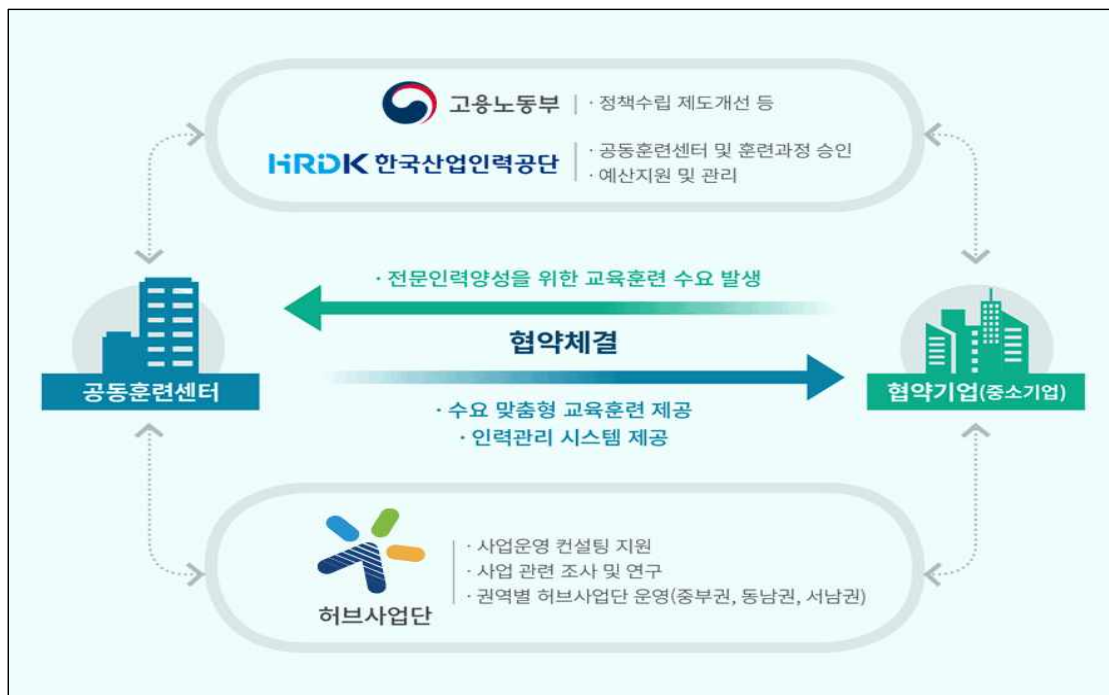 고용노동부
· 정책수립 제도개선 등
HRDK 한국산업인력공단
· 공동훈련센터 및 훈련과정 승인
· 예산지원 및 관리
· 전문인력양성을 위한 교육훈련 수요 발생
협약체결
공동훈련센터
협약기업(중소기업)
· 수요 맞춤형 교육훈련 제공
· 인력관리 시스템 제공
허브사업단
· 사업운영 컨설팅 지원
· 사업 관련 조사 및 연구
· 권역별 허브사업단 운영(중부권, 동남권, 서남권)